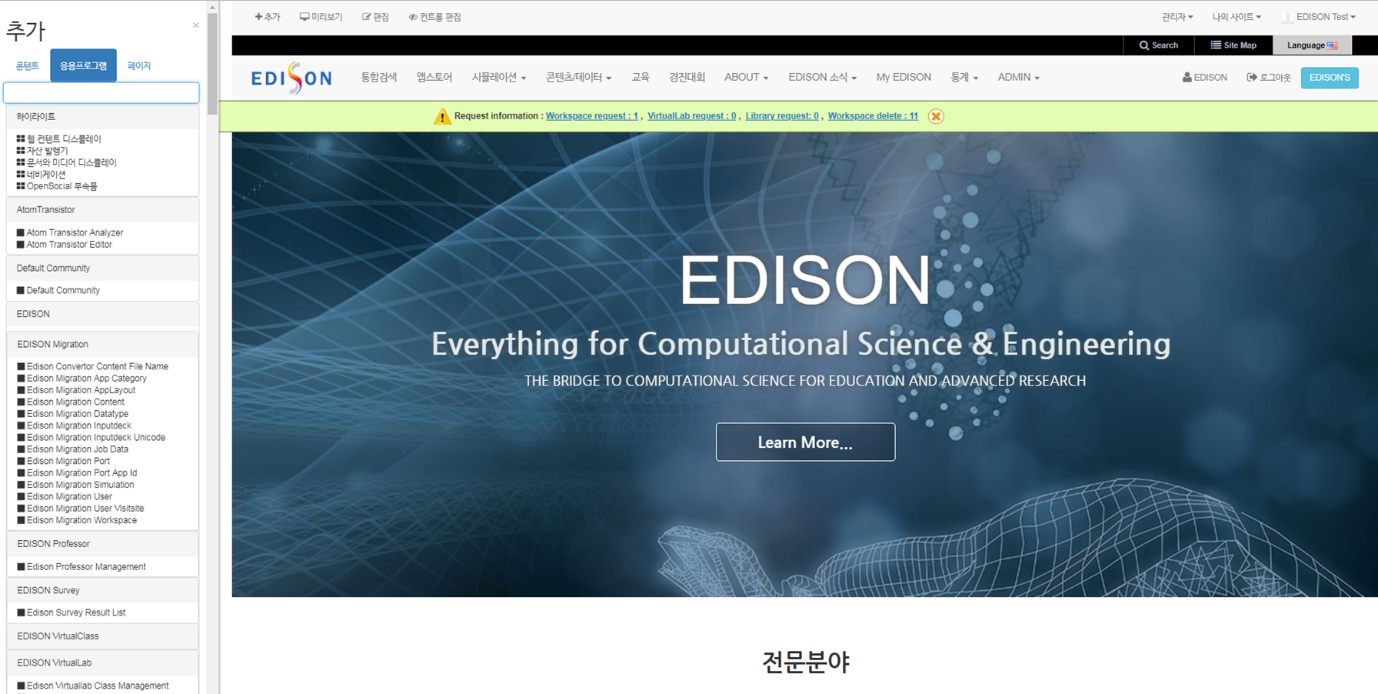 추가
×
콘텐트 응용프로그램 페이지
하이라이트
웹 컨텐트 디스플레이
자산 발행기
문서와 미디어 디스플레이
네비게이션
OpenSocial 부속품
AtomTransistor
Atom Transistor Analyzer
Atom Transistor Editor
Default Community
Default Community
EDISON
EDISON Migration
Edison Convertor Content File Name
Edison Migration App Category
Edison Migration AppLayout
Edison Migration Content
Edison Migration Datatype
Edison Migration Inputdeck
Edison Migration Inputdeck Unicode
Edison Migration Job Data
Edison Migration Port
Edison Migration Port App Id
Edison Migration Simulation
Edison Migration User
Edison Migration User Visitsite
Edison Migration Workspace
EDISON Professor
Edison Professor Management
EDISON Survey
Edison Survey Result List
EDISON VirtualClass
EDISON VirtualLab
Edison Virtuallab Class Management
추가 미리보기 편집 컨트롤 편집 관리자 나의 사이트 EDISON Test
Search Site Map Language
EDISON 통합검색 앱스토어 시뮬레이션 콘텐츠/데이터 교육 경진대회 ABOUT EDISON 소식 My EDISON 통계 ADMIN EDISON 로그아웃 EDISON'S
Request information : Workspace request : 1 , VirtualLab request : 0 , Library request: 0 , Workspace delete : 11
EDISON
Everything for Computational Science & Engineering
THE BRIDGE TO COMPUTATIONAL SCIENCE FOR EDUCATION AND ADVANCED RESEARCH
Learn More...
전문분야